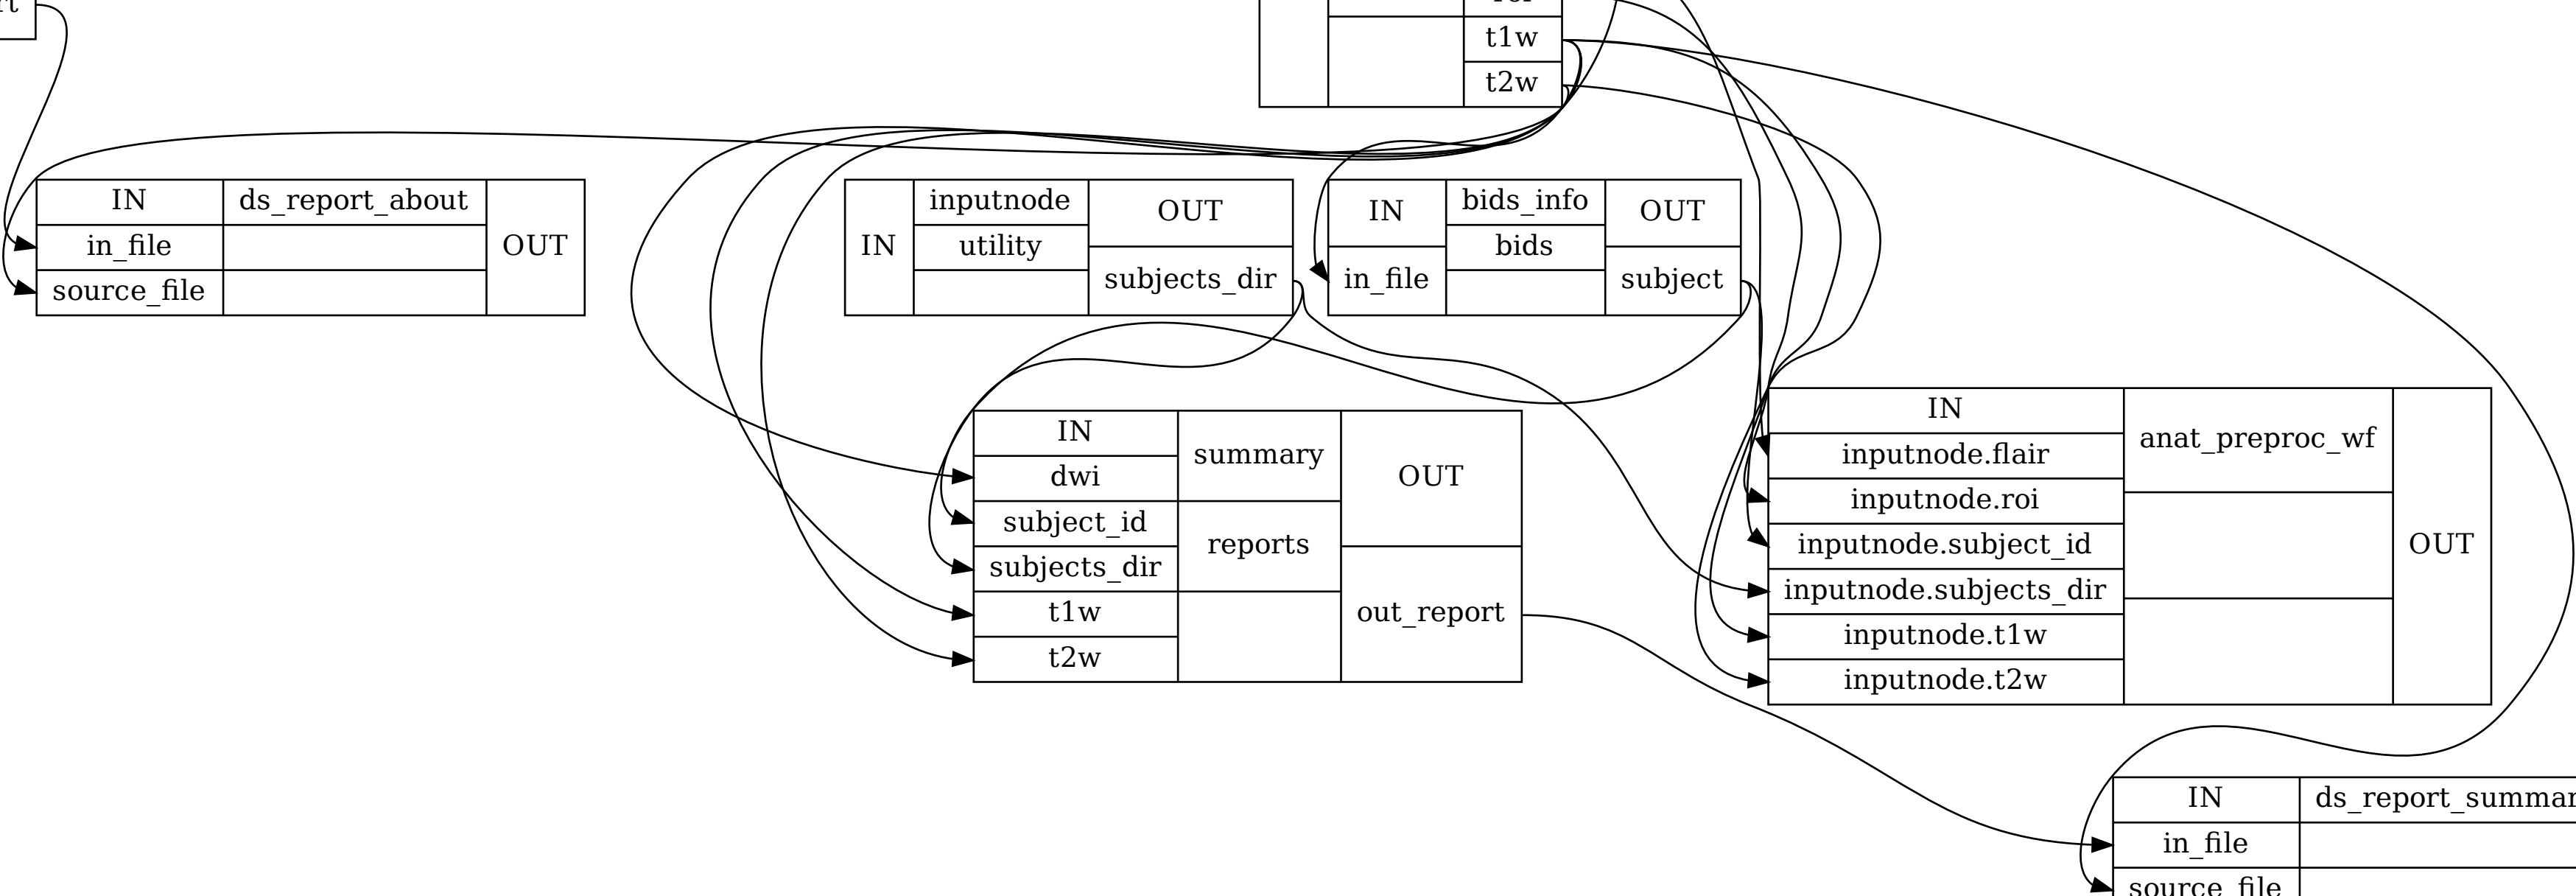 t1w
t2w
IN
ds_report_about
OUT
in_file
source_file
IN
inputnode
utility
OUT
subjects_dir
IN
in_file
bids_info
bids
OUT
subject
IN
dwi
subject_id
subjects_dir
t1w
t2w
summary
reports
OUT
out_report
IN
inputnode.flair
inputnode.roi
inputnode.subject_id
inputnode.subjects_dir
inputnode.t1w
inputnode.t2w
anat_preproc_wf
OUT
IN
ds_report_summar
in_file
source_file